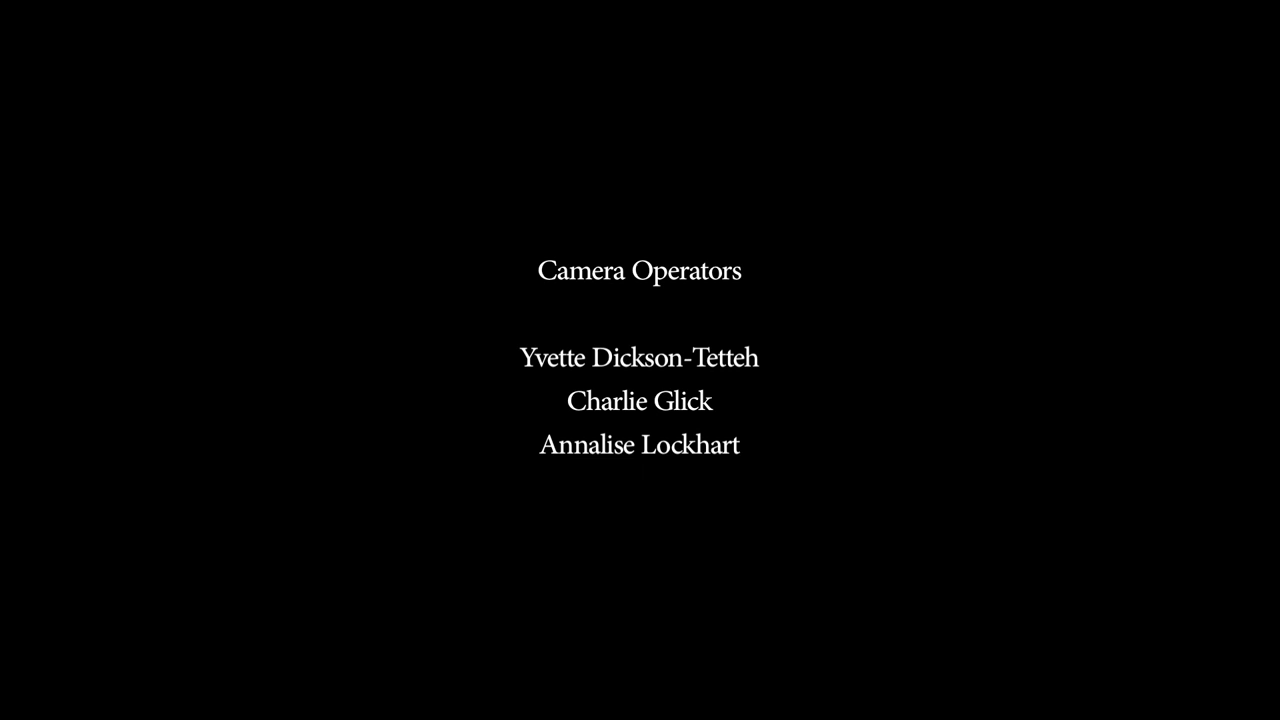 Camera Operators
Yvette Dickson-Tetteh
Charlie Glick
Annalise Lockhart